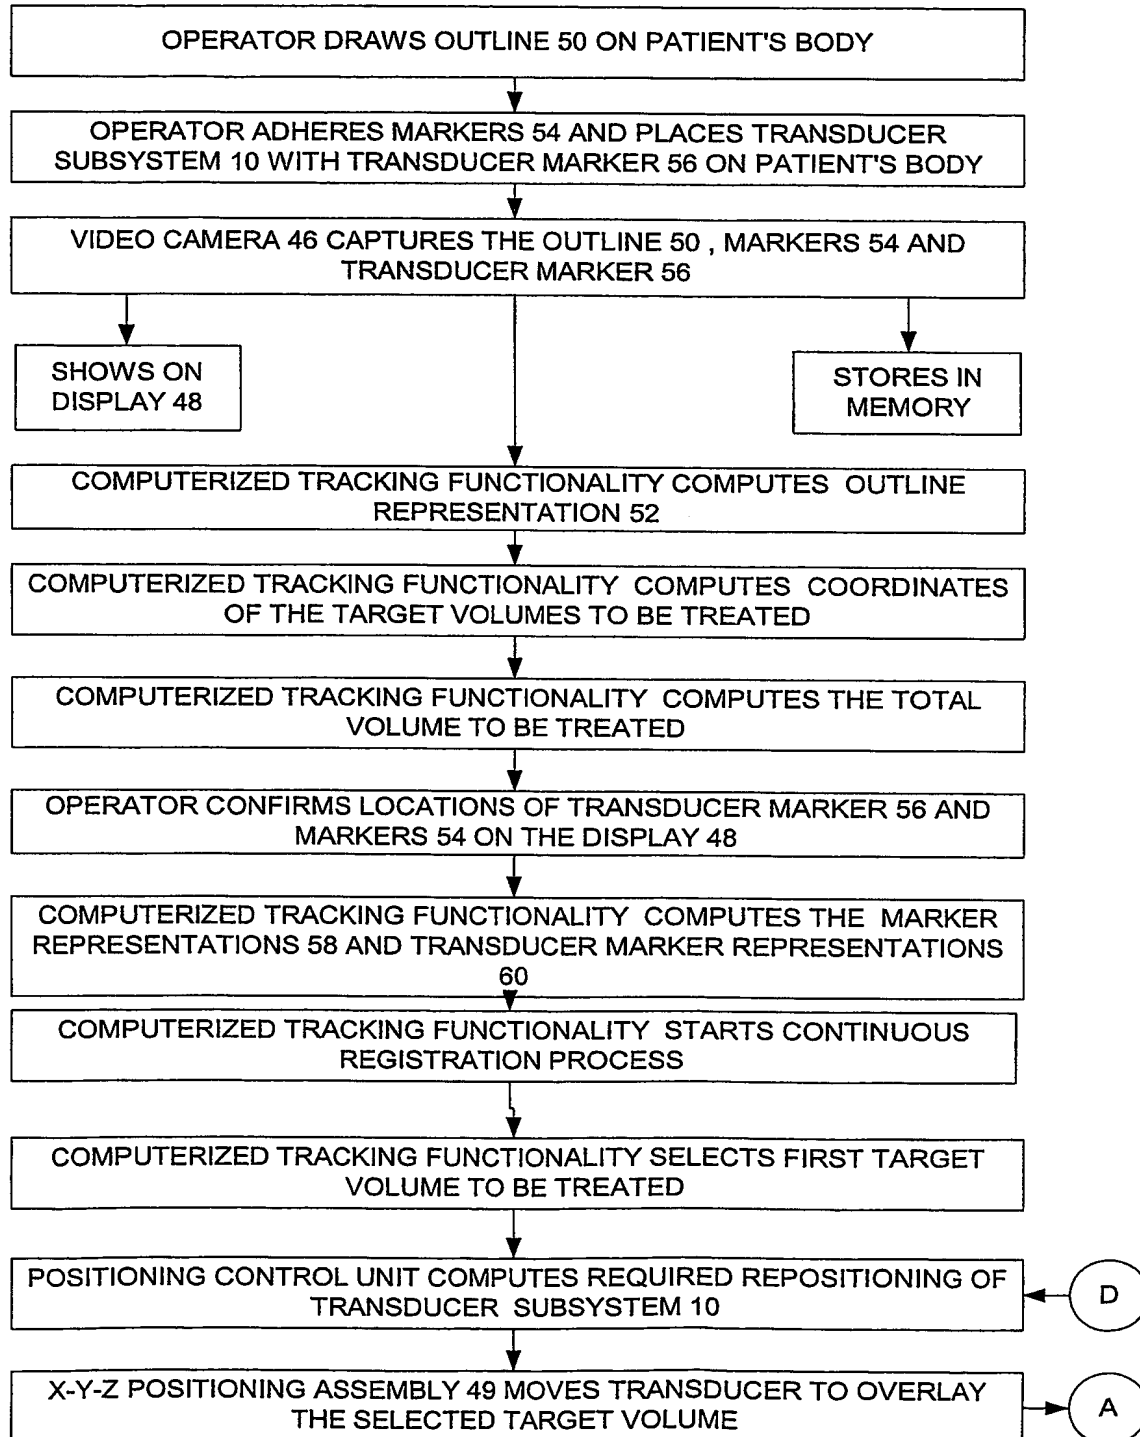 OPERATOR DRAWS OUTLINE 50 ON PATIENT'S BODY
OPERATOR ADHERES MARKERS 54 AND PLACES TRANSDUCER
SUBSYSTEM 10 WITH TRANSDUCER MARKER 56 ON PATIENT'S BODY
VIDEO CAMERA 46 CAPTURES THE OUTLINE 50 , MARKERS 54 AND
TRANSDUCER MARKER 56
SHOWS ON
DISPLAY 48
STORES IN
MEMORY
COMPUTERIZED TRACKING FUNCTIONALITY COMPUTES OUTLINE
REPRESENTATION 52
COMPUTERIZED TRACKING FUNCTIONALITY COMPUTES COORDINATES
OF THE TARGET VOLUMES TO BE TREATED
COMPUTERIZED TRACKING FUNCTIONALITY COMPUTES THE TOTAL
VOLUME TO BE TREATED
OPERATOR CONFIRMS LOCATIONS OF TRANSDUCER MARKER 56 AND
MARKERS 54 ON THE DISPLAY 48
COMPUTERIZED TRACKING FUNCTIONALITY COMPUTES THE MARKER
REPRESENTATIONS 58 AND TRANSDUCER MARKER REPRESENTATIONS
60
COMPUTERIZED TRACKING FUNCTIONALITY STARTS CONTINUOUS
REGISTRATION PROCESS
COMPUTERIZED TRACKING FUNCTIONALITY SELECTS FIRST TARGET
VOLUME TO BE TREATED
POSITIONING CONTROL UNIT COMPUTES REQUIRED REPOSITIONING OF
TRANSDUCER SUBSYSTEM 10
D
X-Y-Z POSITIONING ASSEMBLY 49 MOVES TRANSDUCER TO OVERLAY
THE SELECTED TARGET VOLUME
A